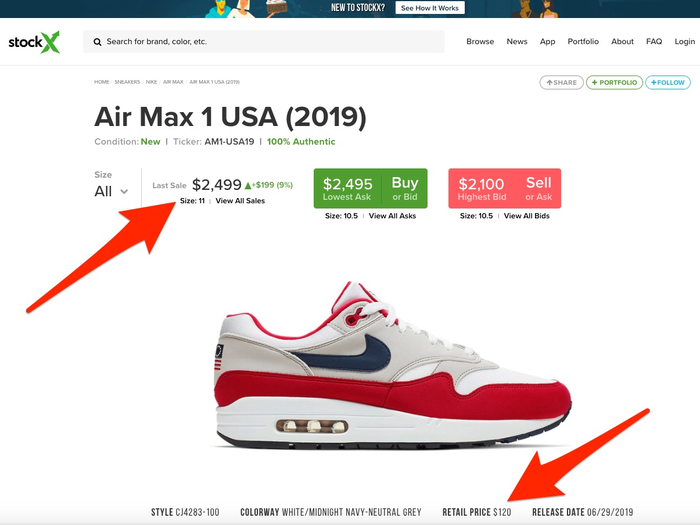 NEW TO STOCKX? See How It Works
stockX
Search for brand, color, etc.
Browse News App Portfolio About FAQ Login
HOME SNEAKERS NIKE AIR MAX AIR MAX 1 USA (2019)
SHARE + PORTFOLIO + FOLLOW
Air Max 1 USA (2019)
Condition: New | Ticker: AM1-USA19 | 100% Authentic
Size
All
Last Sale $2,499 +$199 (9%)
Size: 11 | View All Sales
$2,495 Buy
Lowest Ask or Bid
Size: 10.5 | View All Asks
$2,100 Sell
Highest Bid or Ask
Size: 10.5 | View All Bids
STYLE CJ4283-100 COLORWAY WHITE/MIDNIGHT NAVY-NEUTRAL GREY RETAIL PRICE $120 RELEASE DATE 06/29/2019